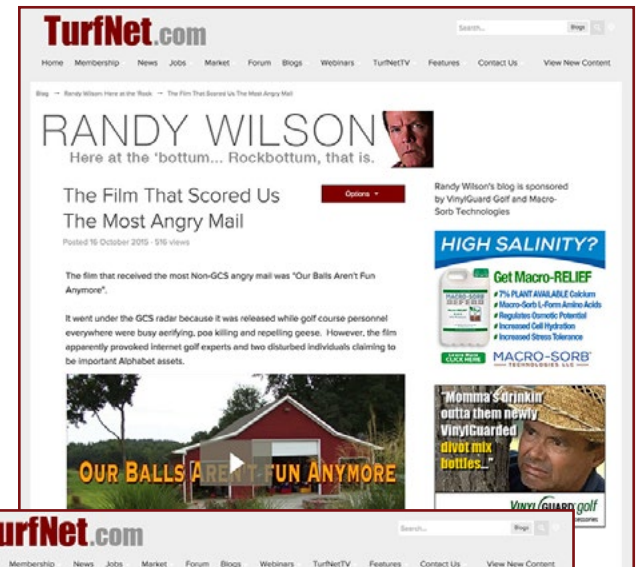 TurfNet.com
Search... Blogs
Home Membership News Jobs Market Forum Blogs Webinars TurfNetTV Features Contact Us View New Content
Blog → Randy Wilson: Here at the 'Rock → The Film That Scored Us The Most Angry Mail
RANDY WILSON
Here at the 'bottum... Rockbottum, that is.
The Film That Scored Us
The Most Angry Mail
Options
Posted 16 October 2015 · 516 views
The film that received the most Non-GCS angry mail was "Our Balls Aren't Fun
Anymore".
It went under the GCS radar because it was released while golf course personnel
everywhere were busy aerifying, poa killing and repelling geese. However, the film
apparently provoked internet golf experts and two disturbed individuals claiming to
be important Alphabet assets.
OUR BALLS AREN'T FUN ANYMORE
Randy Wilson's blog is sponsored
by VinylGuard Golf and Macro-
Sorb Technologies
HIGH SALINITY?
Get Macro-RELIEF
7% PLANT AVAILABLE Calcium
Macro-Sorb L-Form Amino Acids
Regulates Osmotic Potential
Increased Cell Hydration
Increased Stress Tolerance
MACRO-SORB
DEFEND
Learn More
CLICK HERE
MACRO-SORB
TECHNOLOGIES LLC
"Momma's drinkin'
outta them newly
VinylGuarded
divot mix
bottles..."
VINYL GUARD golf
urfNet.com
Search... Blogs
Membership News Jobs Market Forum Blogs Webinars TurfNetTV Features Contact Us View New Content